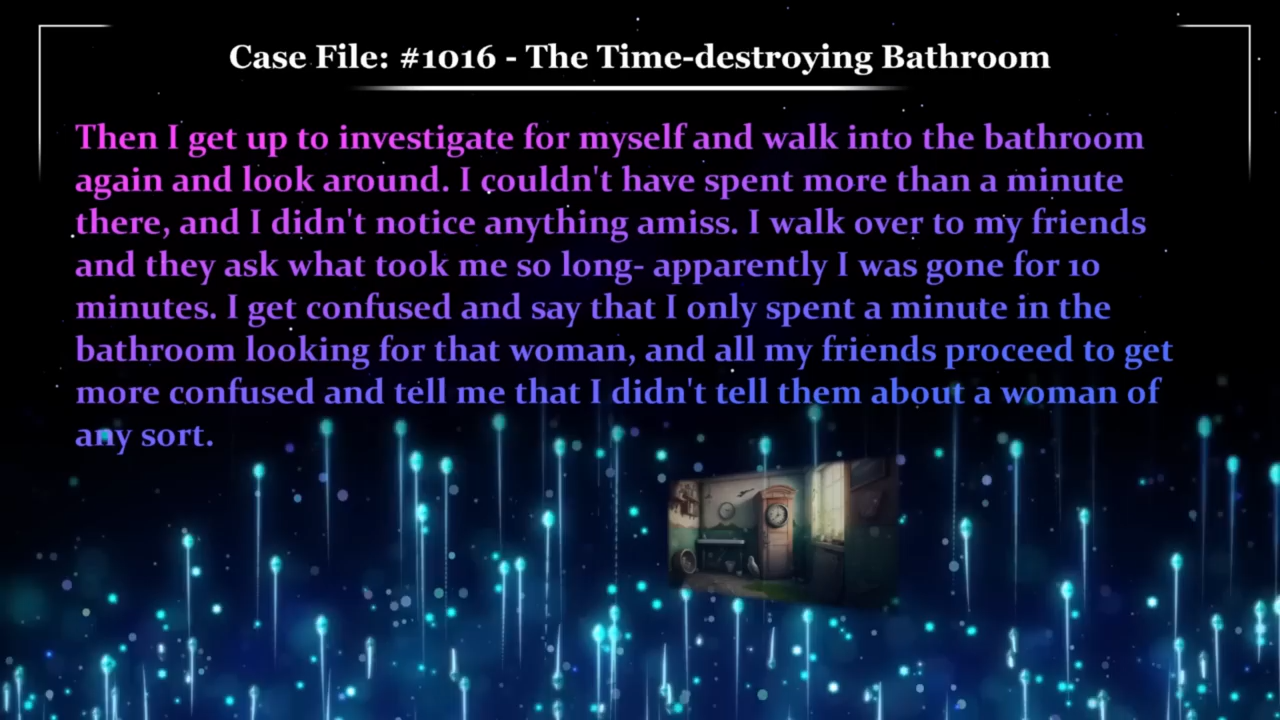 Case File: #1016 - The Time-destroying Bathroom
Then I get up to investigate for myself and walk into the bathroom
again and look around. I couldn't have spent more than a minute
there, and I didn't notice anything amiss. I walk over to my friends
and they ask what took me so long- apparently I was gone for 10
minutes. I get confused and say that I only spent a minute in the
bathroom looking for that woman, and all my friends proceed to get
more confused and tell me that I didn't tell them about a woman of
any sort.